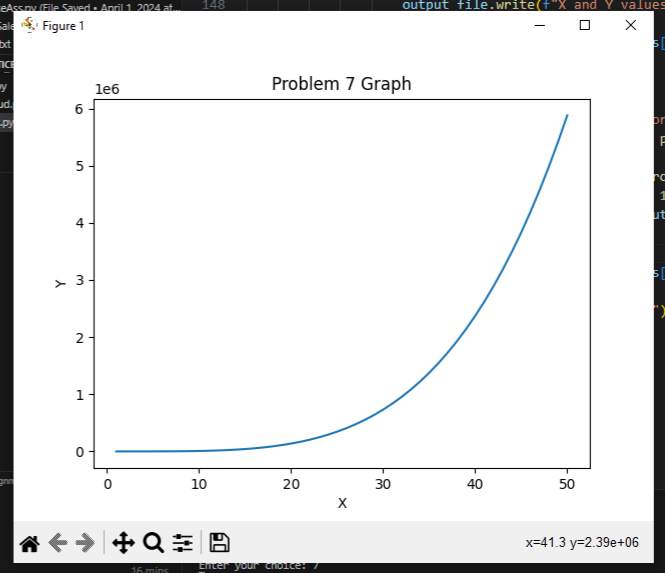 eAss.py (File Saved • April 1, 2024 at...
148
output_file.write(f"X and Y values
Figure 1
Problem 7 Graph
1e6
6
5
4
3
2
1
0
Y
0 10 20 30 40 50
X
x=41.3 y=2.39e+06
16 mins
Enter your choice: 7